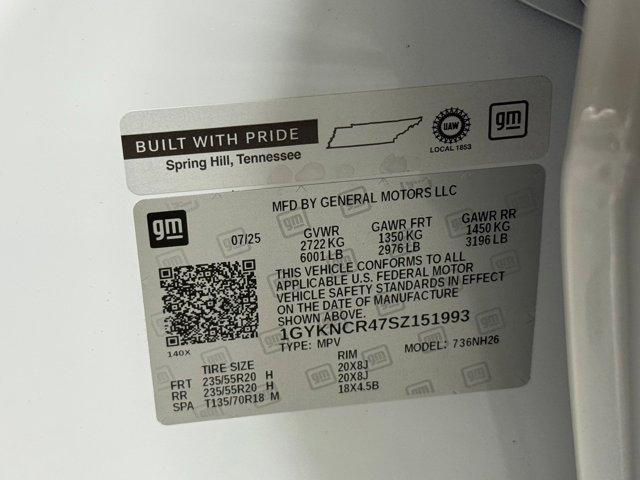 BUILT WITH PRIDE
Spring Hill, Tennessee
UAW
LOCAL 1853
gm
gm
MFD BY GENERAL MOTORS LLC
07/25
GVWR GAWR FRT GAWR RR
2722 KG 1350 KG 1450 KG
6001 LB 2976 LB 3196 LB
THIS VEHICLE CONFORMS TO ALL
APPLICABLE U.S. FEDERAL MOTOR
VEHICLE SAFETY STANDARDS IN EFFECT
ON THE DATE OF MANUFACTURE
SHOWN ABOVE.
1GYKNCR47SZ151993
140X
TYPE: MPV MODEL: 736NH26
TIRE SIZE RIM
FRT 235/55R20 H 20X8J
RR 235/55R20 H 20X8J
SPA T135/70R18 M 18X4.5B